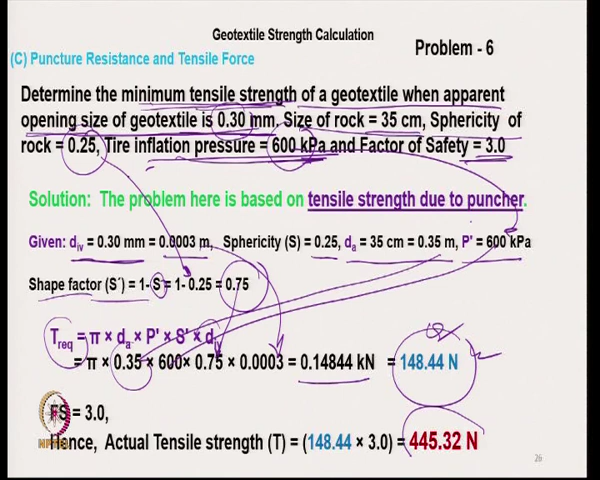 Geotextile Strength Calculation
Problem - 6
(C) Puncture Resistance and Tensile Force
Determine the minimum tensile strength of a geotextile when apparent
opening size of geotextile is 0.30 mm. Size of rock = 35 cm, Sphericity of
rock = 0.25, Tire inflation pressure = 600 kPa and Factor of Safety = 3.0
Solution: The problem here is based on tensile strength due to puncher.
Given: div = 0.30 mm = 0.0003 m, Sphericity (S) = 0.25, da = 35 cm = 0.35 m, P' = 600 kPa
Shape factor (S´) = 1- S = 1- 0.25 = 0.75
Treq = π × da × P' × S' × d
= π × 0.35 × 600× 0.75 × 0.0003 = 0.14844 kN = 148.44 N
FS = 3.0,
Hence, Actual Tensile strength (T) = (148.44 × 3.0) = 445.32 N
NPTEL
26